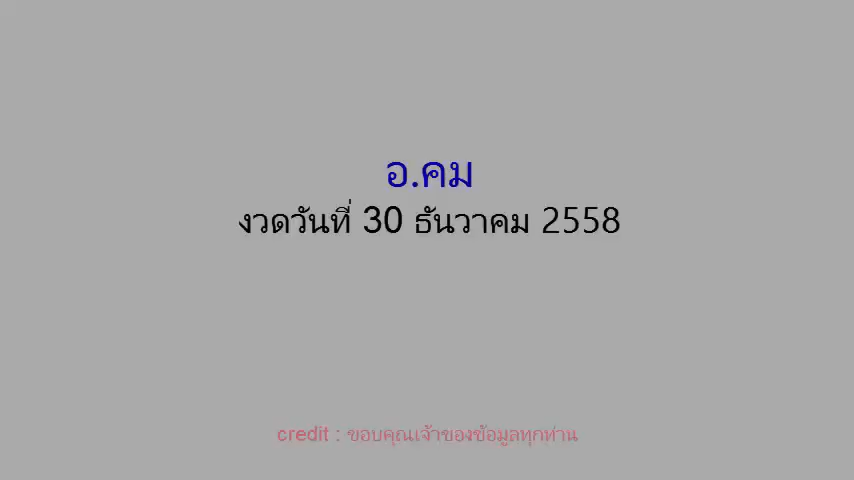 อ.คม
งวดวันที่ 30 ธันวาคม 2558
credit : ขอบคุณเจ้าของข้อมูลทุกท่าน